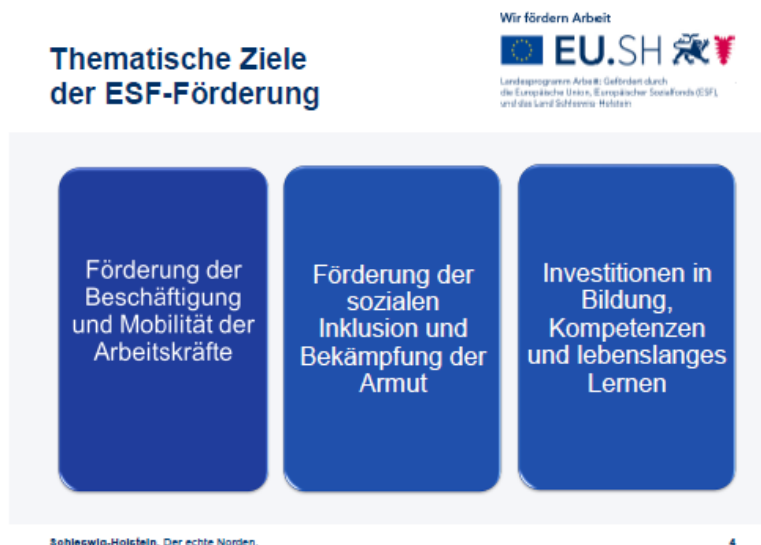 Wir fördern Arbeit
EU.SH
Landesprogramm Arbeit: Gefördert durch
die Europäische Union, Europäischer Sozialfonds (ESF),
und das Land Schleswig-Holstein
Thematische Ziele
der ESF-Förderung
Förderung der
Beschäftigung
und Mobilität der
Arbeitskräfte
Förderung der
sozialen
Inklusion und
Bekämpfung der
Armut
Investitionen in
Bildung,
Kompetenzen
und lebenslanges
Lernen
Schleswig-Holstein. Der echte Norden.
4